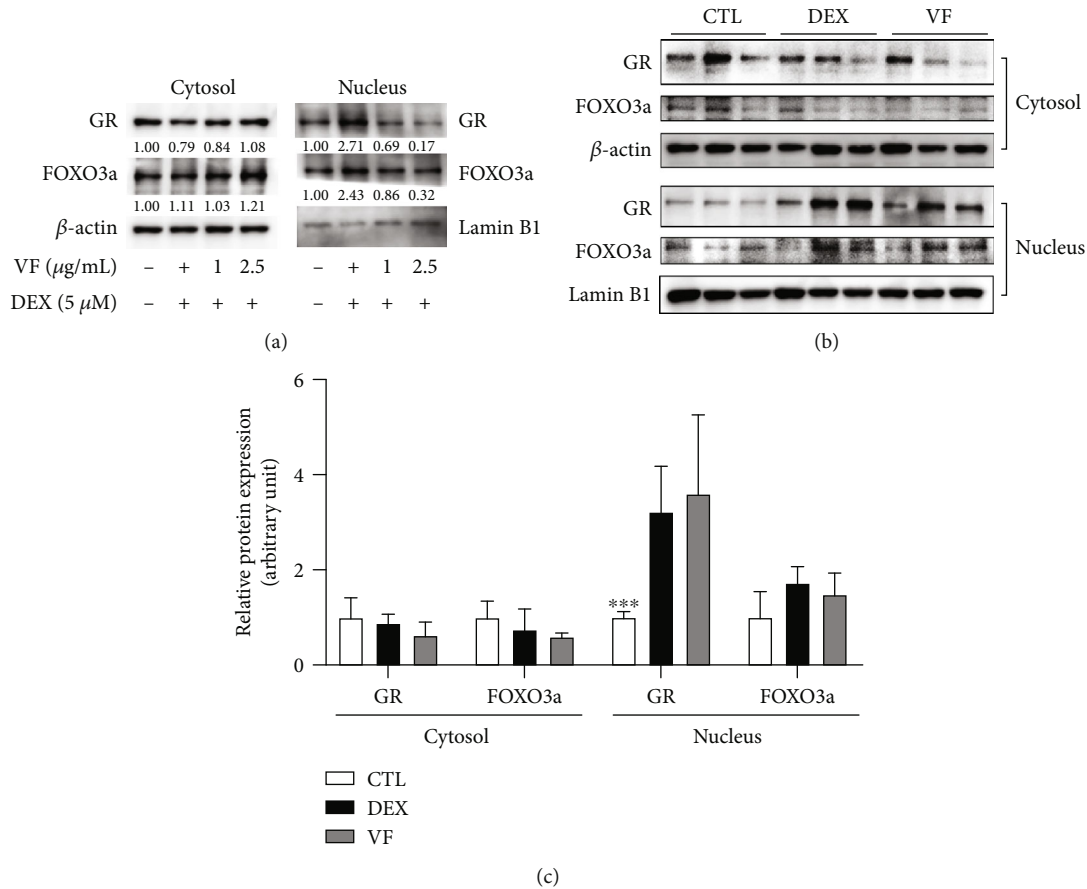 Cytosol Nucleus
GR GR
1.00 0.79 0.84 1.08 1.00 2.71 0.69 0.17
FOXO3a FOXO3a
1.00 1.11 1.03 1.21 1.00 2.43 0.86 0.32
β-actin Lamin B1
VF (μg/mL) – + 1 2.5 – + 1 2.5
DEX (5 μM) – + + + – + + +
(a)
CTL DEX VF
GR
FOXO3a
β-actin
Cytosol
GR
FOXO3a
Lamin B1
Nucleus
(b)
Relative protein expression
(arbitrary unit)
6
4
2
0
***
GR FOXO3a GR FOXO3a
Cytosol Nucleus
CTL
DEX
VF
(c)